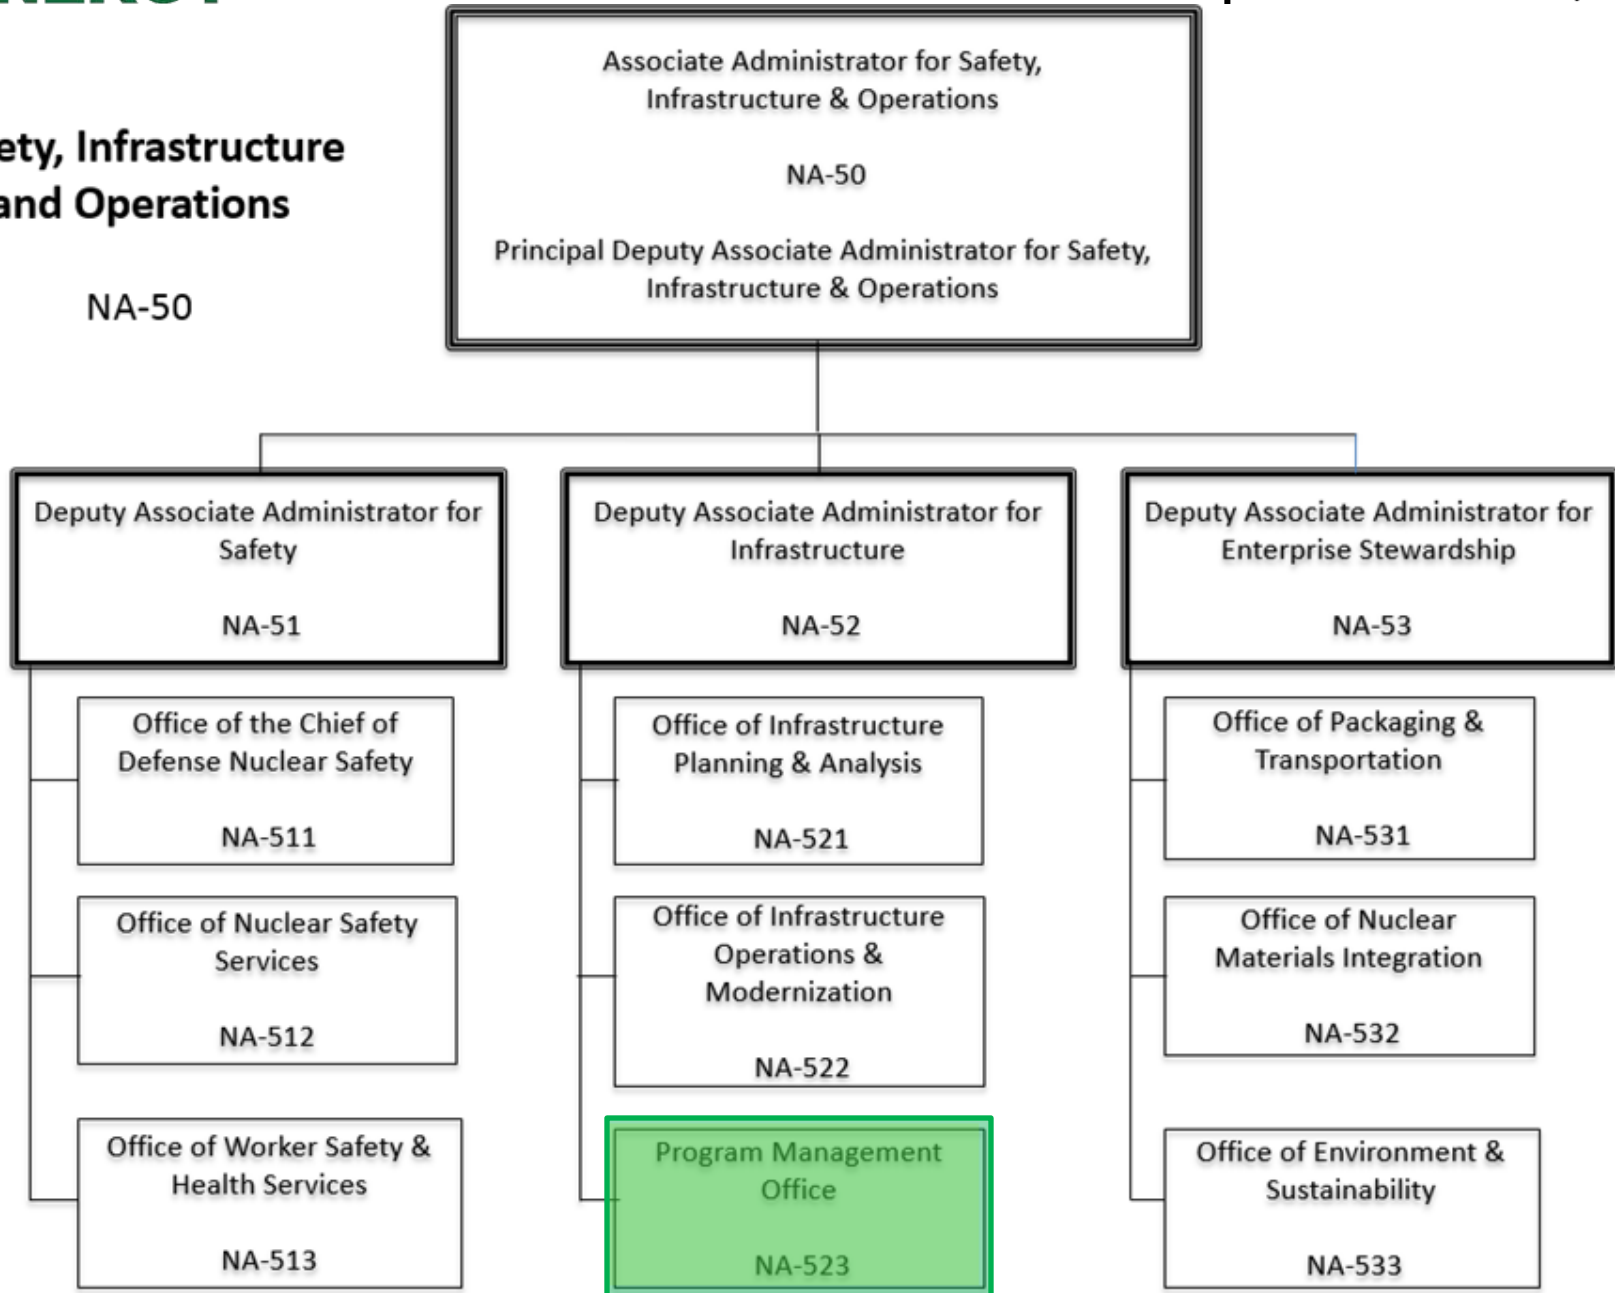 ety, Infrastructure
and Operations
NA-50
Associate Administrator for Safety,
Infrastructure & Operations
NA-50
Principal Deputy Associate Administrator for Safety,
Infrastructure & Operations
Deputy Associate Administrator for
Safety
NA-51
Office of the Chief of
Defense Nuclear Safety
NA-511
Office of Nuclear Safety
Services
NA-512
Office of Worker Safety &
Health Services
NA-513
Deputy Associate Administrator for
Infrastructure
NA-52
Office of Infrastructure
Planning & Analysis
NA-521
Office of Infrastructure
Operations &
Modernization
NA-522
Program Management
Office
NA-523
Deputy Associate Administrator for
Enterprise Stewardship
NA-53
Office of Packaging &
Transportation
NA-531
Office of Nuclear
Materials Integration
NA-532
Office of Environment &
Sustainability
NA-533